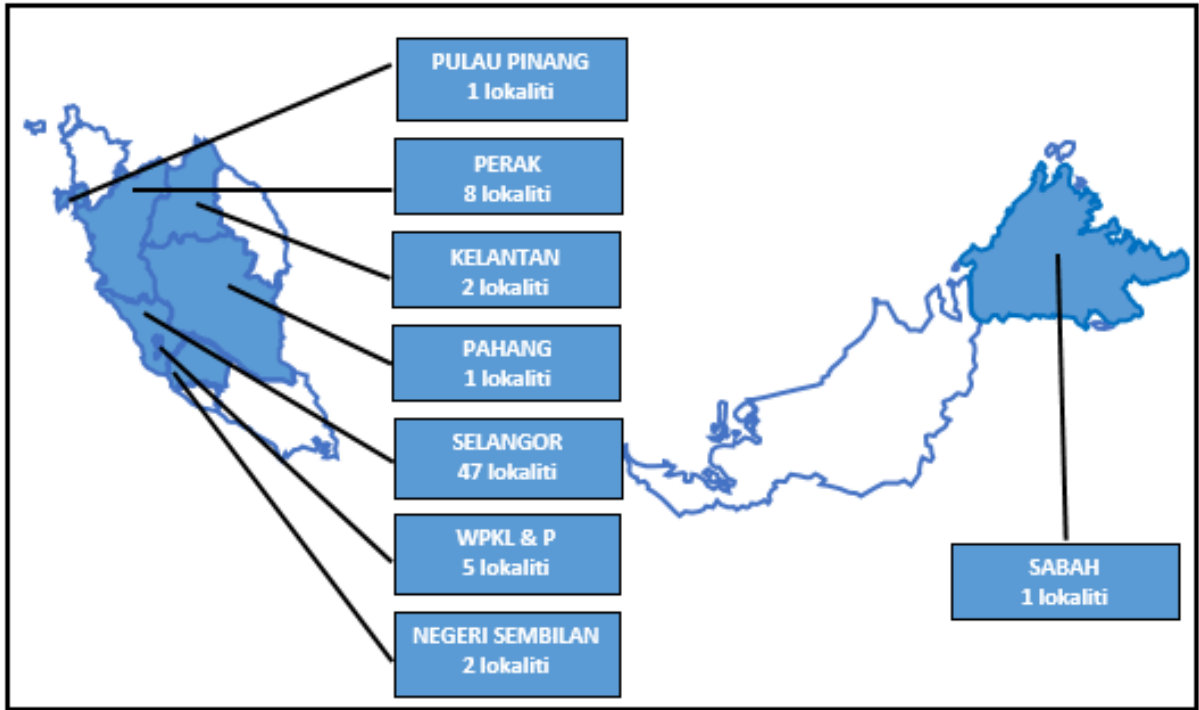 PULAU PINANG
1 lokaliti
PERAK
8 lokaliti
KELANTAN
2 lokaliti
PAHANG
1 lokaliti
SELANGOR
47 lokaliti
WPKL & P
5 lokaliti
NEGERI SEMBILAN
2 lokaliti
SABAH
1 lokaliti